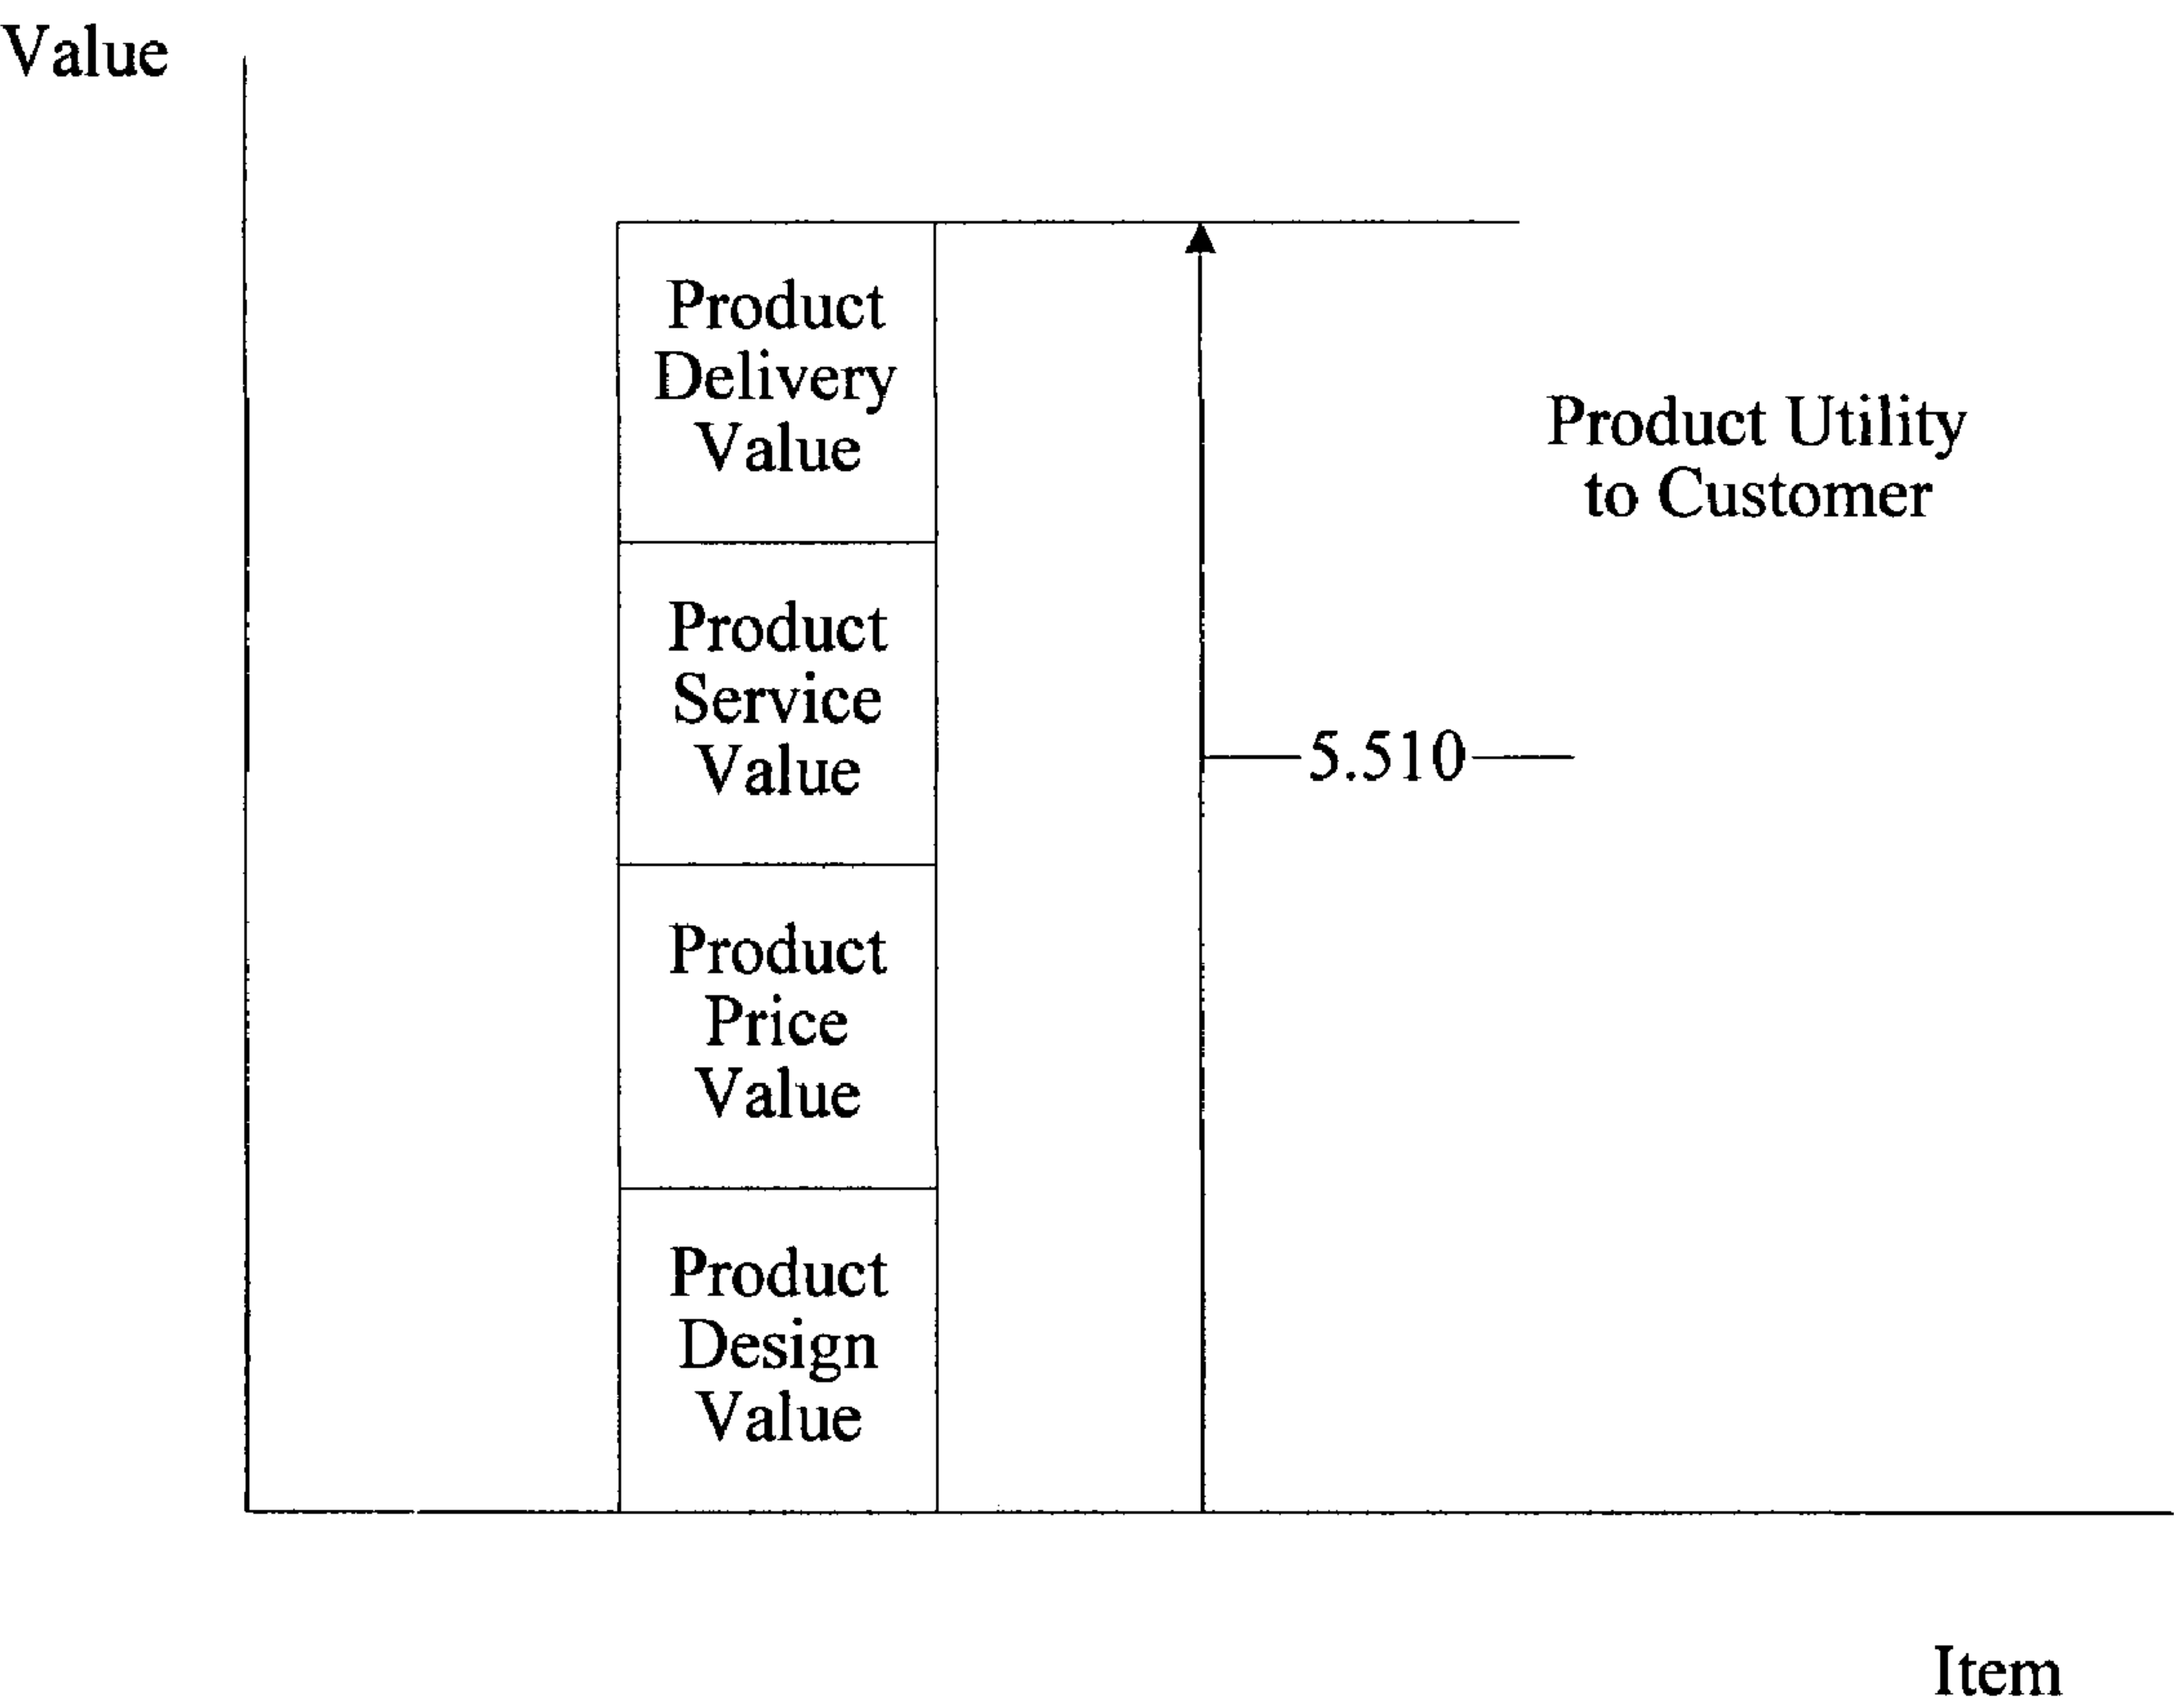 Value
Product
Delivery
Value
Product Utility
to Customer
Product
Service
Value
5.510
Product
Price
Value
Product
Design
Value
Item